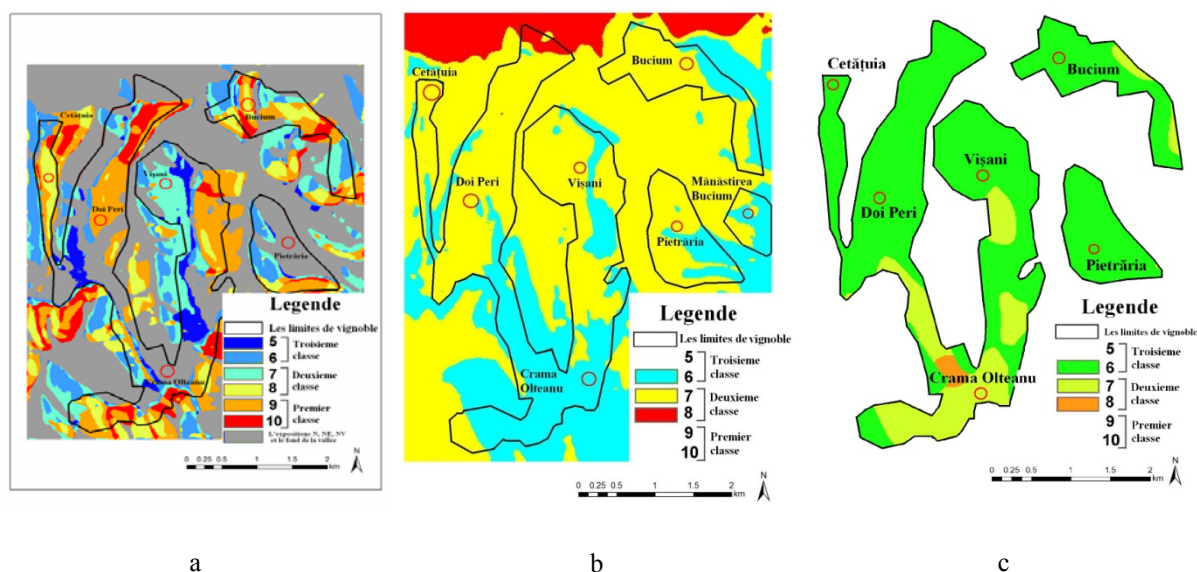 Cetățuia
Bucium
Vişani
Doi Peri
Pietrăria
Crama Olteanu
Legende
Les limites de vignoble
5
6
Troisieme
classe
7
8
Deuxieme
classe
9
10
Premier
classe
L'expositions N, NE, NV
et le fond de la vallee
0 0.25 0.5 1 1.5 2
km
N
a
Bucium
Cetățuia
Doi Peri
Vişani
Mănăstirea
Bucium
Pietrăria
Crama
Olteanu
Legende
Les limites de vignoble
5
6
Troisieme
classe
7
8
Deuxieme
classe
9
10
Premier
classe
0 0.25 0.5 1 1.5 2
km
N
b
Cetățuia
Bucium
Vişani
Doi Peri
Pietrăria
Crama Olteanu
Legende
Les limites de vignoble
5
6
Troisieme
classe
7
8
Deuxieme
classe
9
10
Premier
classe
0 0.25 0.5 1 1.5 2
km
N
c